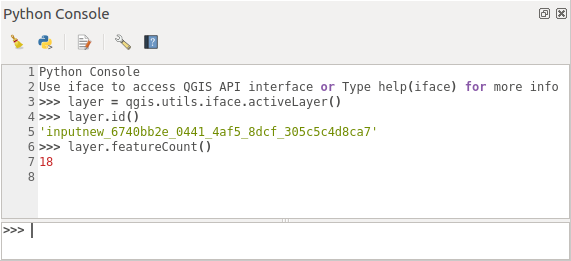 Python Console
1 Python Console
2 Use iface to access QGIS API interface or Type help(iface) for more info
3 >>> layer = qgis.utils.iface.activeLayer()
4 >>> layer.id()
5 'inputnew_6740bb2e_0441_4af5_8dcf_305c5c4d8ca7'
6 >>> layer.featureCount()
7 18
8
>>>